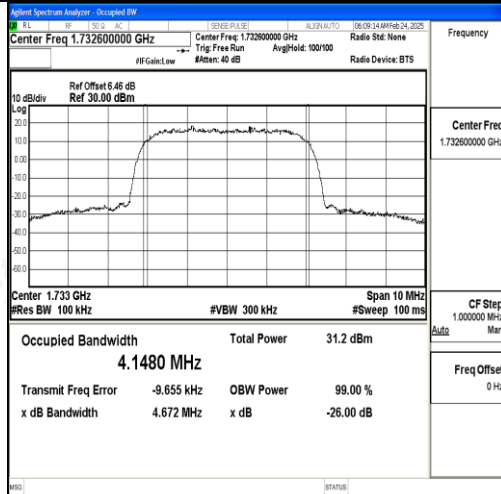 Agilent Spectrum Analyzer - Occupied BW
RL RF 50 Ω AC SENSE:PULSE ALIGN AUTO 06:09:14 AM Feb 24, 2025
Center Freq 1.732600000 GHz
Center Freq: 1.732600000 GHz
Radio Std: None
Trig: Free Run Avg|Hold: 100/100
#IFGain:Low #Atten: 40 dB Radio Device: BTS
Frequency
Ref Offset 6.46 dB
10 dB/div Ref 30.00 dBm
Log
20.0
10.0
0.00
-10.0
-20.0
-30.0
-40.0
-50.0
-60.0
Center Freq
1.732600000 GHz
Center 1.733 GHz Span 10 MHz
#Res BW 100 kHz #VBW 300 kHz #Sweep 100 ms
CF Step
1.000000 MHz
Auto Man
Occupied Bandwidth Total Power 31.2 dBm
4.1480 MHz
Transmit Freq Error -9.655 kHz OBW Power 99.00 %
x dB Bandwidth 4.672 MHz x dB -26.00 dB
Freq Offset
0 Hz
MSG STATUS